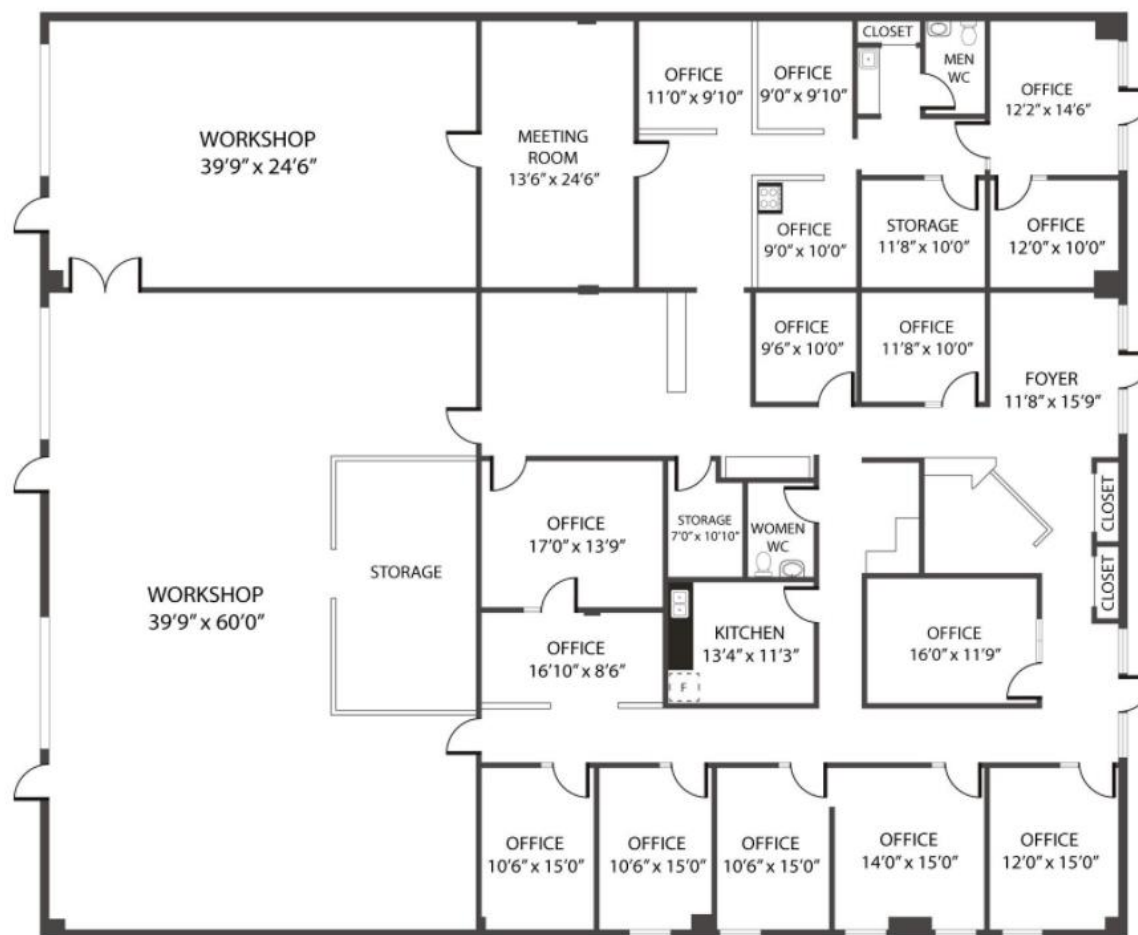 WORKSHOP
39'9" x 24'6"
MEETING
ROOM
13'6" x 24'6"
OFFICE
11'0" x 9'10"
OFFICE
9'0" x 9'10"
CLOSET
MEN
WC
OFFICE
12'2" x 14'6"
OFFICE
9'0" x 10'0"
STORAGE
11'8" x 10'0"
OFFICE
12'0" x 10'0"
OFFICE
9'6" x 10'0"
OFFICE
11'8" x 10'0"
FOYER
11'8" x 15'9"
WORKSHOP
39'9" x 60'0"
STORAGE
OFFICE
17'0" x 13'9"
STORAGE
7'0" x 10'10"
WOMEN
WC
CLOSET
CLOSET
OFFICE
16'10" x 8'6"
KITCHEN
13'4" x 11'3"
F
OFFICE
16'0" x 11'9"
OFFICE
10'6" x 15'0"
OFFICE
10'6" x 15'0"
OFFICE
10'6" x 15'0"
OFFICE
14'0" x 15'0"
OFFICE
12'0" x 15'0"